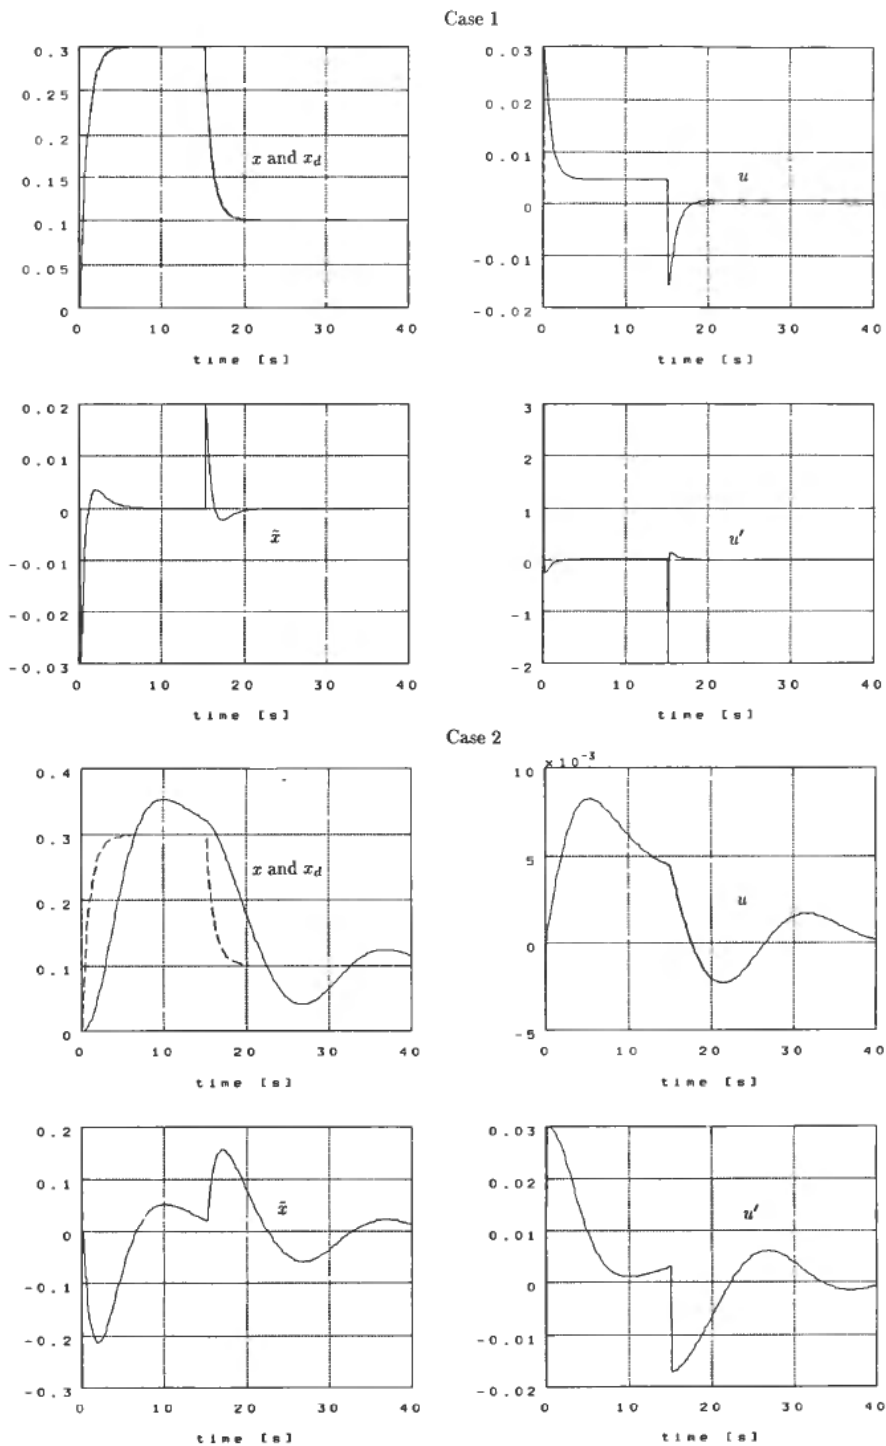 Case 1
0.3
0.25
0.2
0.15
0.1
0.05
0
x and x_d
0 10 20 30 40
time [s]
0.03
0.02
0.01
0
-0.01
-0.02
u
0 10 20 30 40
time [s]
0.02
0.01
0
-0.01
-0.02
-0.03
x̃
0 10 20 30 40
time [s]
3
2
1
0
-1
-2
u′
0 10 20 30 40
time [s]
Case 2
0.4
0.3
0.2
0.1
0
x and x_d
0 10 20 30 40
time [s]
×10⁻³
10
5
0
-5
u
0 10 20 30 40
time [s]
0.2
0.1
0
-0.1
-0.2
-0.3
x̃
0 10 20 30 40
time [s]
0.03
0.02
0.01
0
-0.01
-0.02
u′
0 10 20 30 40
time [s]